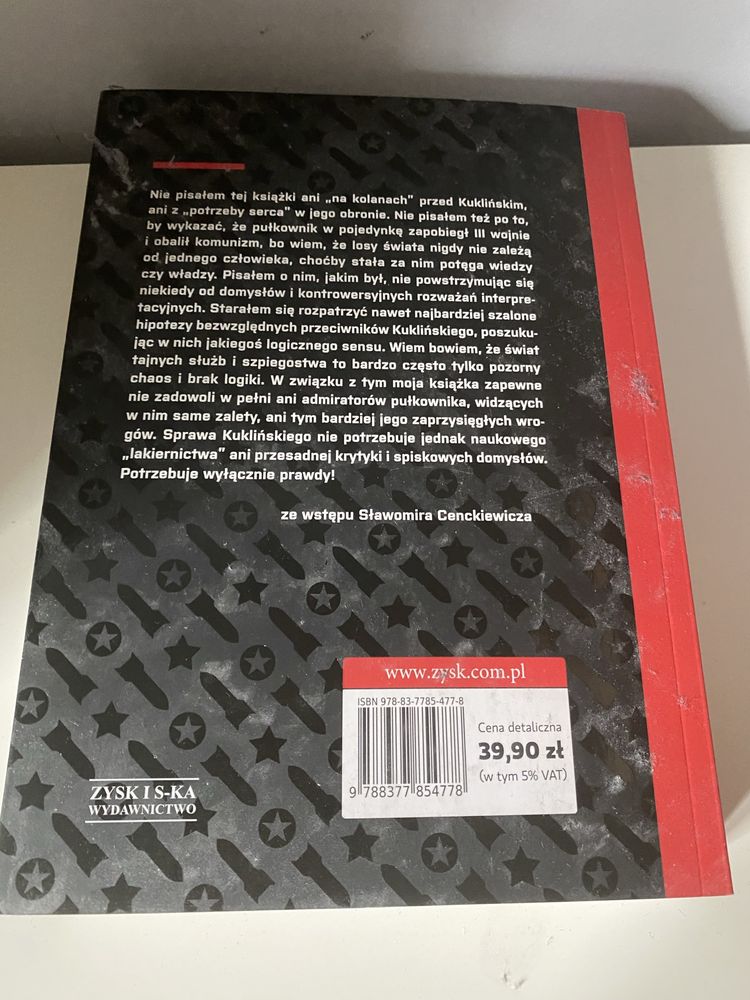 Nie pisałem tej książki ani „na kolanach" przed Kuklińskim,
ani z „potrzeby serca" w jego obronie. Nie pisałem też po to,
by wykazać, że pułkownik w pojedynkę zapobiegł III wojnie
i obalił komunizm, bo wiem, że losy świata nigdy nie zależą
od jednego człowieka, choćby stała za nim potęga wiedzy
czy władzy. Pisałem o nim, jakim był, nie powstrzymując się
niekiedy od domysłów i kontrowersyjnych rozważań interpre-
tacyjnych. Starałem się rozpatrzyć nawet najbardziej szalone
hipotezy bezwzględnych przeciwników Kuklińskiego, poszuku-
jąc w nich jakiegoś logicznego sensu. Wiem bowiem, że świat
tajnych służb i szpiegostwa to bardzo często tylko pozorny
chaos i brak logiki. W związku z tym moja książka zapewne
nie zadowoli w pełni ani admiratorów pułkownika, widzących
w nim same zalety, ani tym bardziej jego zaprzysięgłych wro-
gów. Sprawa Kuklińskiego nie potrzebuje jednak naukowego
„lakiernictwa" ani przesadnej krytyki i spiskowych domysłów.
Potrzebuje wyłącznie prawdy!
ze wstępu Sławomira Cenckiewicza
www.zysk.com.pl
ISBN 978-83-7785-477-8
Cena detaliczna
39,90 zł
(w tym 5% VAT)
9 788377 854778
ZYSK I S-KA
WYDAWNICTWO